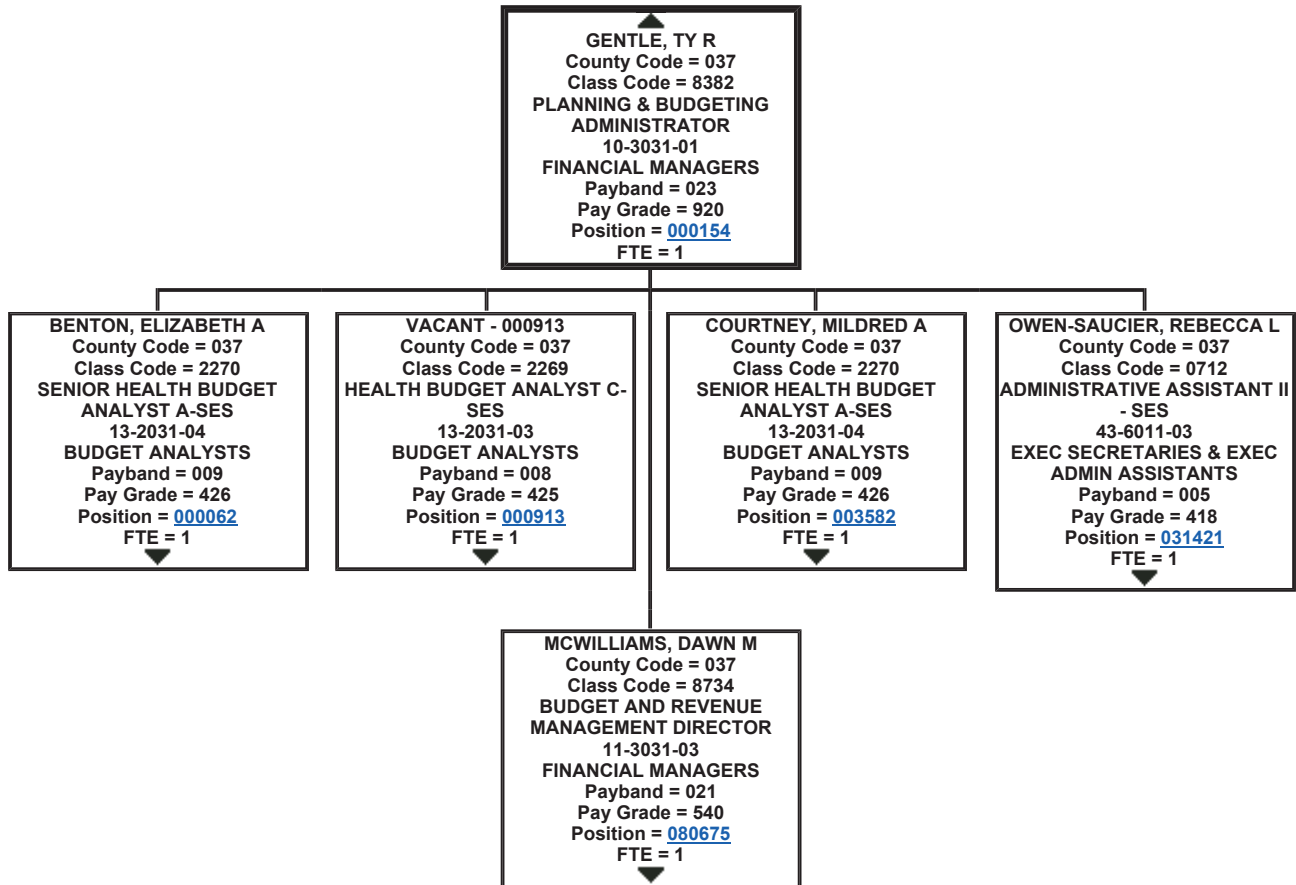 GENTLE, TY R
County Code = 037
Class Code = 8382
PLANNING & BUDGETING
ADMINISTRATOR
10-3031-01
FINANCIAL MANAGERS
Payband = 023
Pay Grade = 920
Position = 000154
FTE = 1
BENTON, ELIZABETH A
County Code = 037
Class Code = 2270
SENIOR HEALTH BUDGET
ANALYST A-SES
13-2031-04
BUDGET ANALYSTS
Payband = 009
Pay Grade = 426
Position = 000062
FTE = 1
VACANT - 000913
County Code = 037
Class Code = 2269
HEALTH BUDGET ANALYST C-
SES
13-2031-03
BUDGET ANALYSTS
Payband = 008
Pay Grade = 425
Position = 000913
FTE = 1
COURTNEY, MILDRED A
County Code = 037
Class Code = 2270
SENIOR HEALTH BUDGET
ANALYST A-SES
13-2031-04
BUDGET ANALYSTS
Payband = 009
Pay Grade = 426
Position = 003582
FTE = 1
OWEN-SAUCIER, REBECCA L
County Code = 037
Class Code = 0712
ADMINISTRATIVE ASSISTANT II
- SES
43-6011-03
EXEC SECRETARIES & EXEC
ADMIN ASSISTANTS
Payband = 005
Pay Grade = 418
Position = 031421
FTE = 1
MCWILLIAMS, DAWN M
County Code = 037
Class Code = 8734
BUDGET AND REVENUE
MANAGEMENT DIRECTOR
11-3031-03
FINANCIAL MANAGERS
Payband = 021
Pay Grade = 540
Position = 080675
FTE = 1